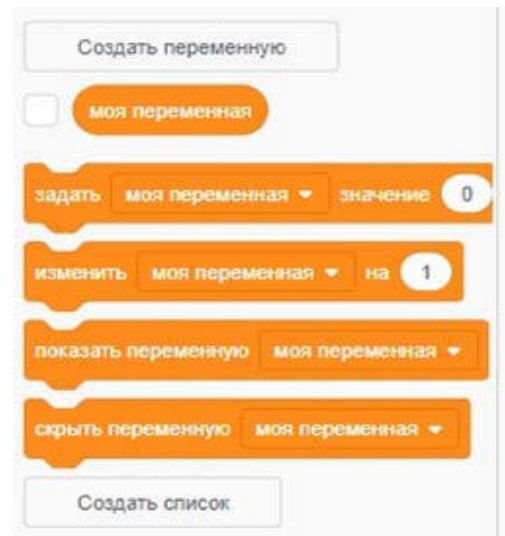 Создать переменную
моя переменная
задать моя переменная значение 0
изменить моя переменная на 1
показать переменную моя переменная
скрыть переменную моя переменная
Создать список